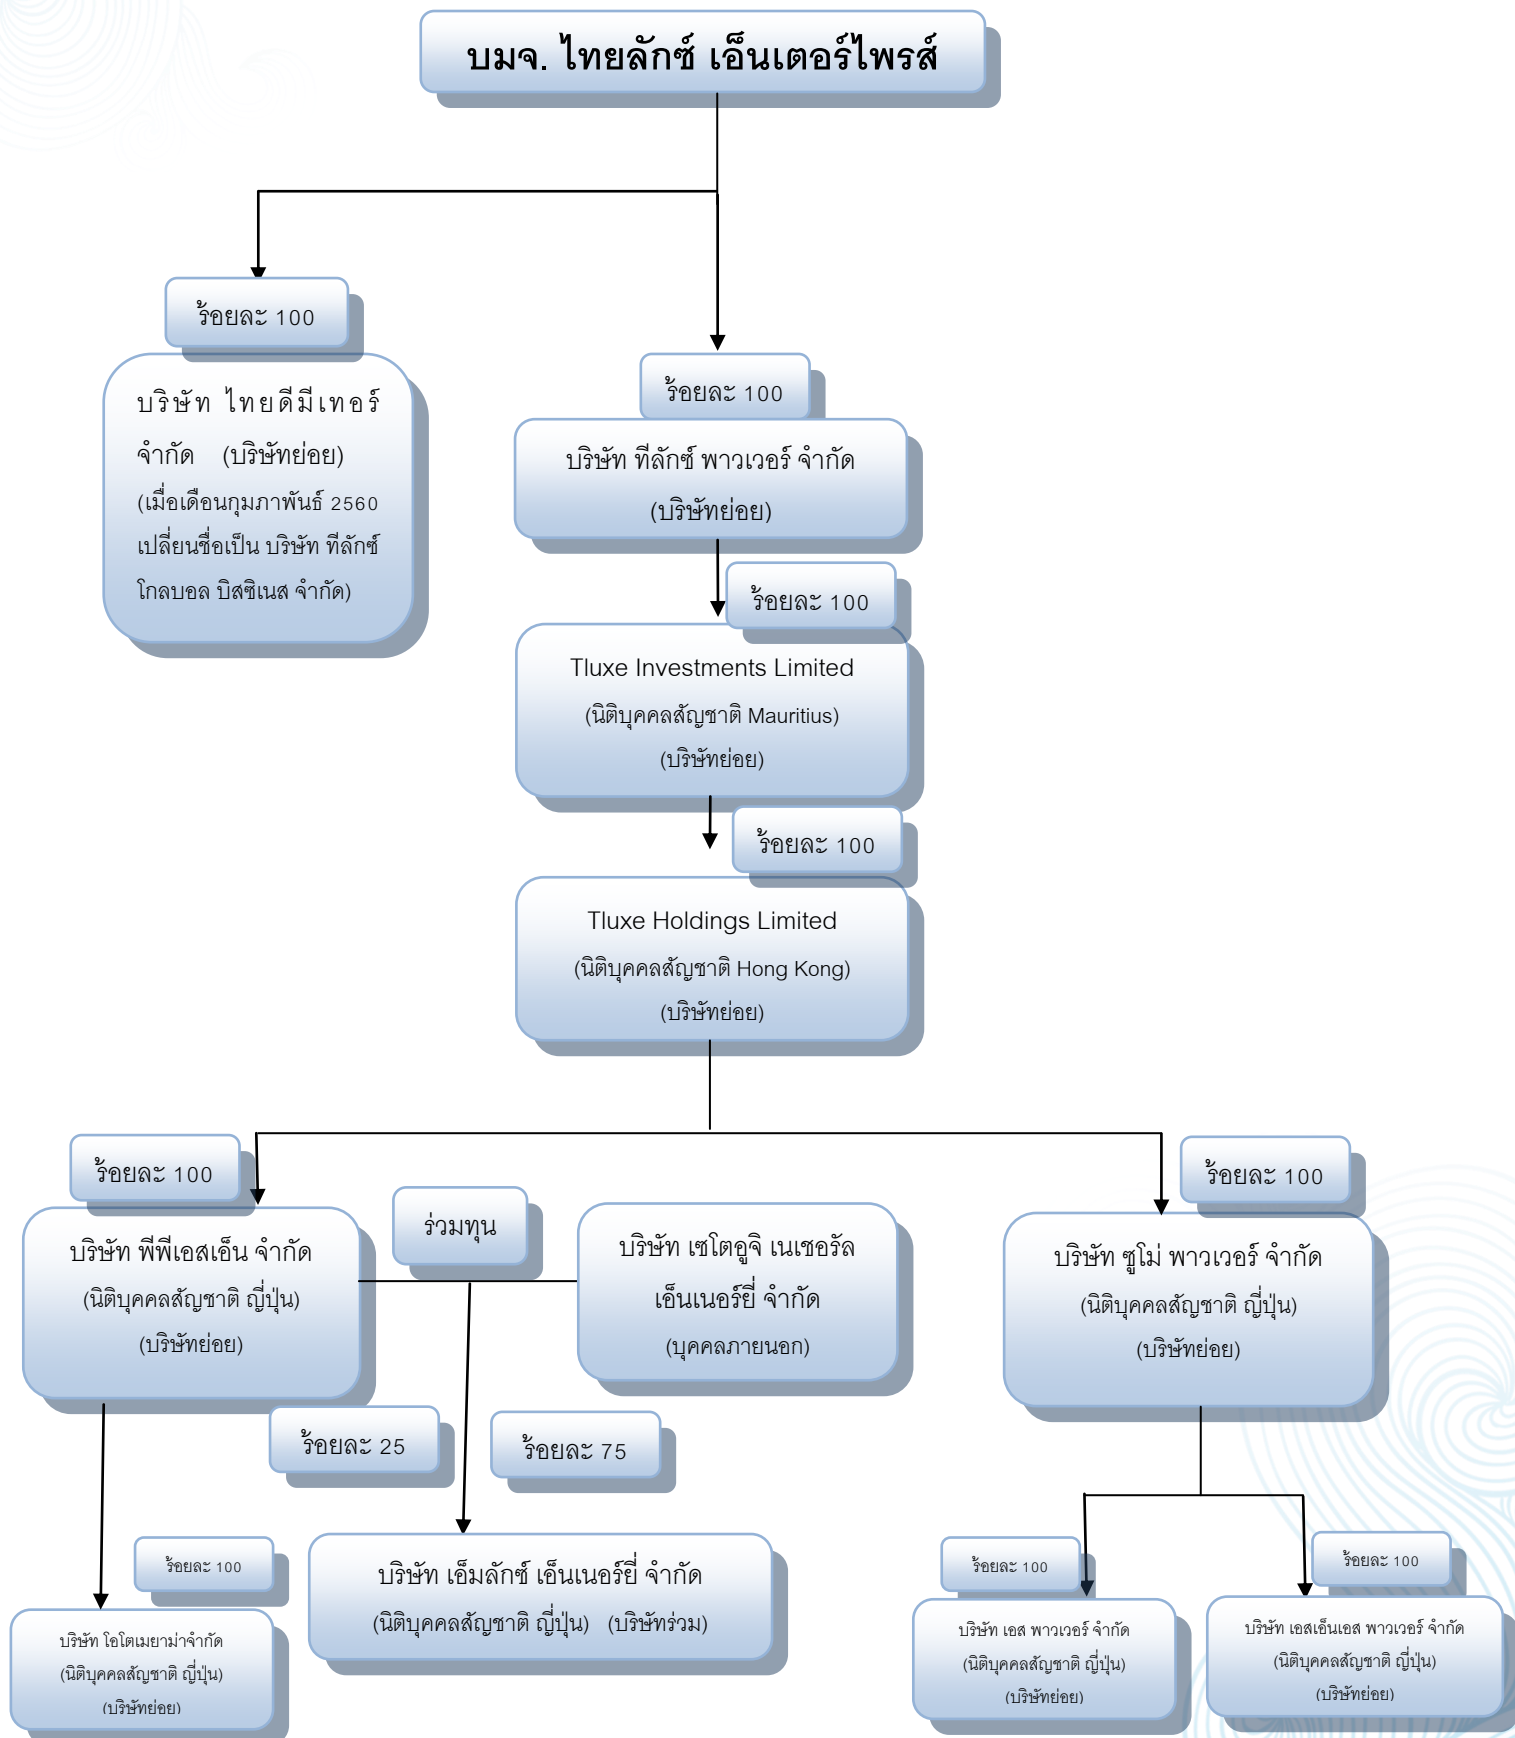 บมจ. ไทยลักซ์ เอ็นเตอร์ไพรส์
ร้อยละ 100
บริษัท ไทยดีมีเทอร์
จำกัด (บริษัทย่อย)
(เมื่อเดือนกุมภาพันธ์ 2560
เปลี่ยนชื่อเป็น บริษัท ทีลักซ์
โกลบอล บิสซิเนส จำกัด)
ร้อยละ 100
บริษัท ทีลักซ์ พาวเวอร์ จำกัด
(บริษัทย่อย)
ร้อยละ 100
Tluxe Investments Limited
(นิติบุคคลสัญชาติ Mauritius)
(บริษัทย่อย)
ร้อยละ 100
Tluxe Holdings Limited
(นิติบุคคลสัญชาติ Hong Kong)
(บริษัทย่อย)
ร้อยละ 100
บริษัท พีพีเอสเอ็น จำกัด
(นิติบุคคลสัญชาติ ญี่ปุ่น)
(บริษัทย่อย)
ร่วมทุน
บริษัท เซโตอูจิ เนเชอรัล
เอ็นเนอร์ยี่ จำกัด
(บุคคลภายนอก)
ร้อยละ 100
บริษัท ซูโม่ พาวเวอร์ จำกัด
(นิติบุคคลสัญชาติ ญี่ปุ่น)
(บริษัทย่อย)
ร้อยละ 25
ร้อยละ 75
ร้อยละ 100
บริษัท โอโตเมยาม่าจำกัด
(นิติบุคคลสัญชาติ ญี่ปุ่น)
(บริษัทย่อย)
บริษัท เอ็มลักซ์ เอ็นเนอร์ยี่ จำกัด
(นิติบุคคลสัญชาติ ญี่ปุ่น) (บริษัทร่วม)
ร้อยละ 100
บริษัท เอส พาวเวอร์ จำกัด
(นิติบุคคลสัญชาติ ญี่ปุ่น)
(บริษัทย่อย)
ร้อยละ 100
บริษัท เอสเอ็นเอส พาวเวอร์ จำกัด
(นิติบุคคลสัญชาติ ญี่ปุ่น)
(บริษัทย่อย)